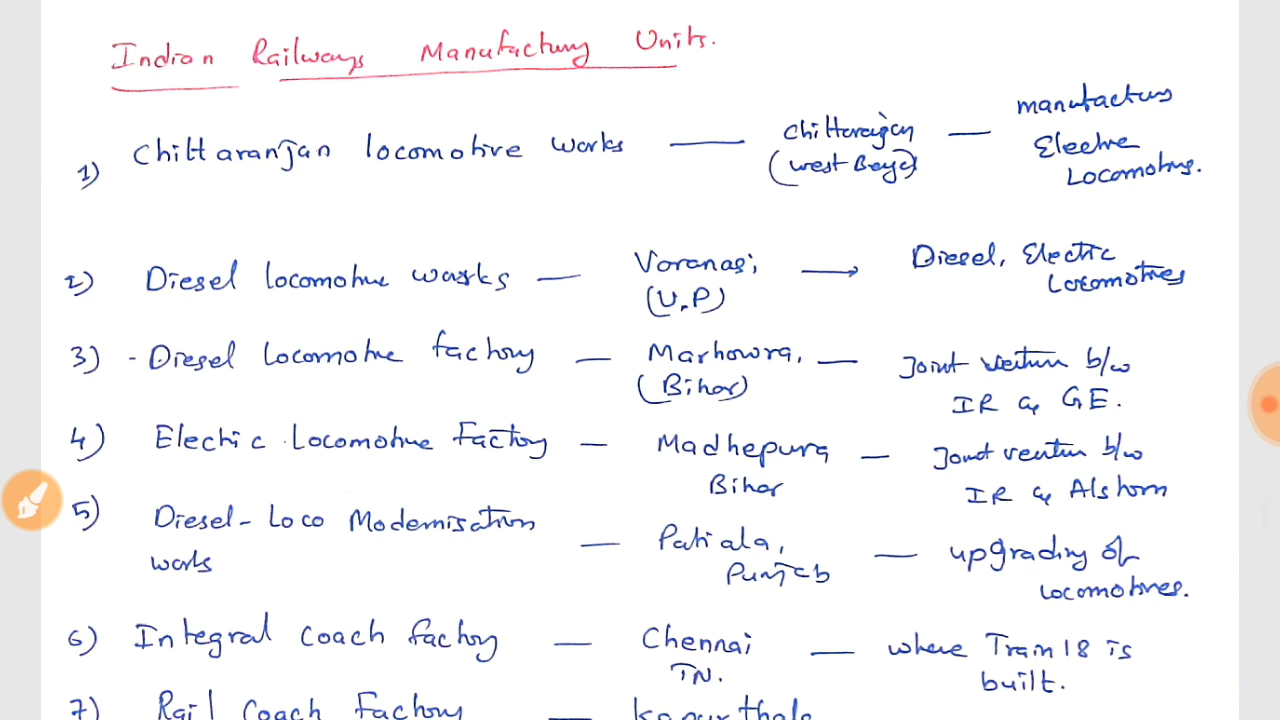 Indian Railways Manufactury Units.
1) Chittaranjan locomotive works — Chittaranjan (West Bengal) — manufactures Electric Locomotives.
2) Diesel locomotive works — Varanasi, (U.P) → Diesel, Electric Locomotives
3) - Diesel locomotive factory — Marhowra, (Bihar) — Joint venture b/w IR & GE.
4) Electric Locomotive Factory — Madhepura Bihar — Joint venture b/w IR & Alstom
5) Diesel-Loco Modernisation works — Patiala, Punjab — upgrading of locomotives.
6) Integral coach factory — Chennai TN. — where Train 18 is built.
7) Rail Coach Factory — kapurthala